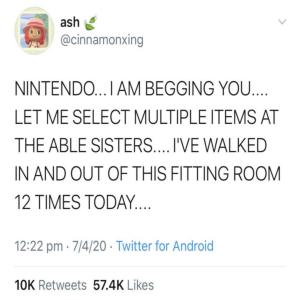 ash
@cinnamonxing
NINTENDO... I AM BEGGING YOU....
LET ME SELECT MULTIPLE ITEMS AT
THE ABLE SISTERS.... I'VE WALKED
IN AND OUT OF THIS FITTING ROOM
12 TIMES TODAY....
12:22 pm · 7/4/20 · Twitter for Android
10K Retweets 57.4K Likes